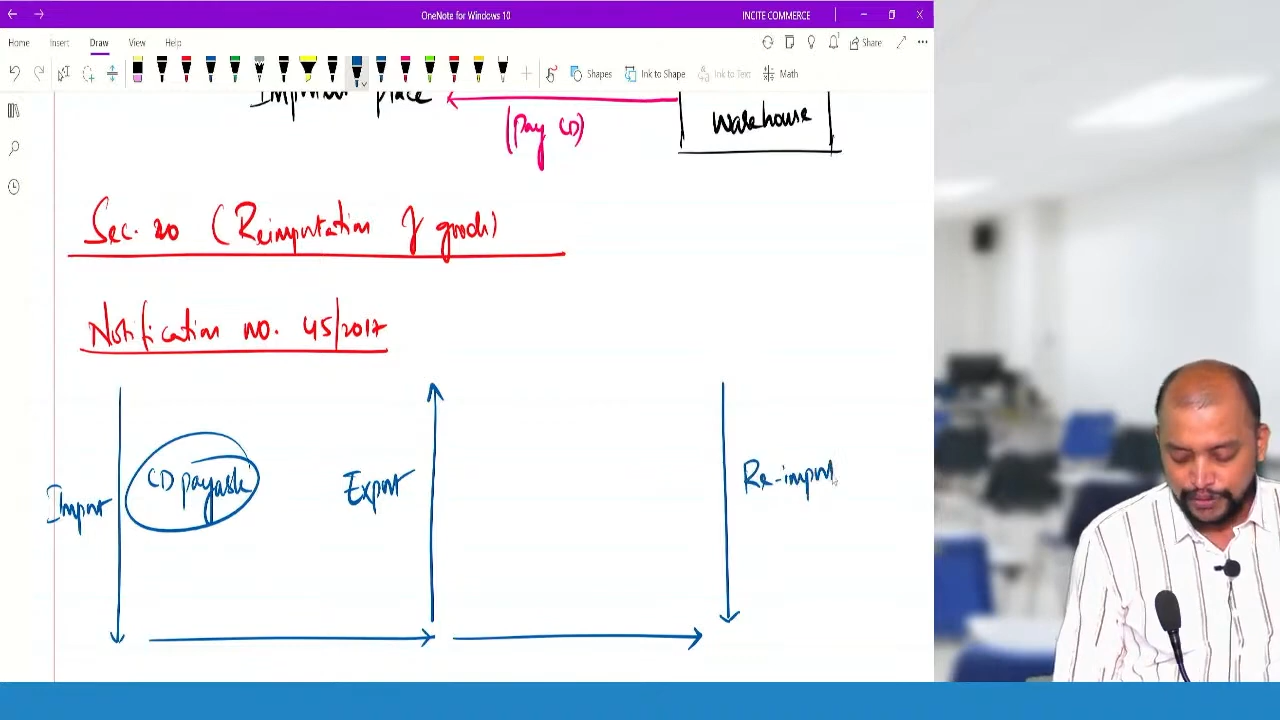 OneNote for Windows 10
INCITE COMMERCE
Home Insert Draw View Help
Share
Shapes Ink to Shape Ink to Text Math
place
(Pay CD)
warehouse
Sec. 20 (Reimportation of goods)
Notification no. 45/2017
Import
CD payable
Export
Re-import